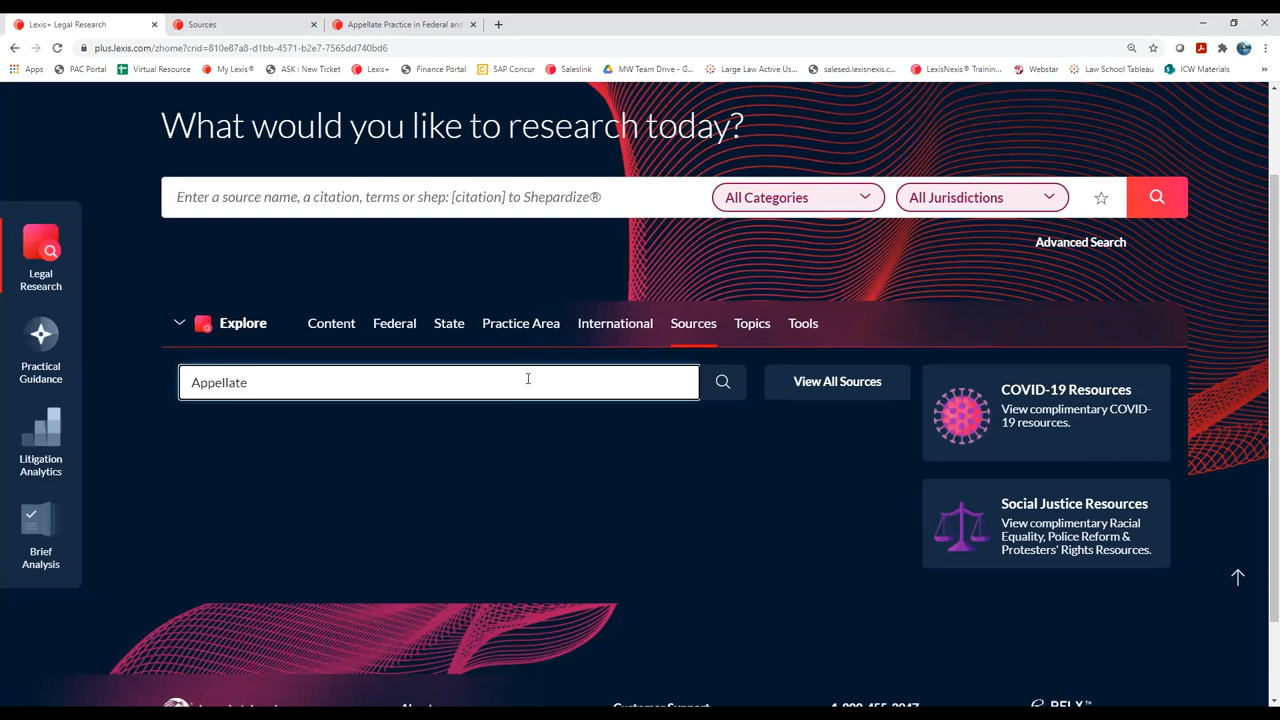 Lexis+ Legal Research
Sources
Appellate Practice in Federal and
plus.lexis.com/zhome?crid=810e87a8-d1bb-4571-b2e7-7565dd740bd6
Apps
PAC Portal
Virtual Resource
My Lexis®
ASK : New Ticket
Lexis+
Finance Portal
SAP Concur
Saleslink
MW Team Drive - G...
Large Law Active Us...
salesed.lexisnexis.c...
LexisNexis® Trainin...
Webstar
Law School Tableau
ICW Materials
What would you like to research today?
Enter a source name, a citation, terms or shep: [citation] to Shepardize®
All Categories
All Jurisdictions
Advanced Search
Legal
Research
Practical
Guidance
Litigation
Analytics
Brief
Analysis
Explore
Content
Federal
State
Practice Area
International
Sources
Topics
Tools
Appellate
View All Sources
COVID-19 Resources
View complimentary COVID-
19 resources.
Social Justice Resources
View complimentary Racial
Equality, Police Reform &
Protesters' Rights Resources.
Customer Support
RELX™